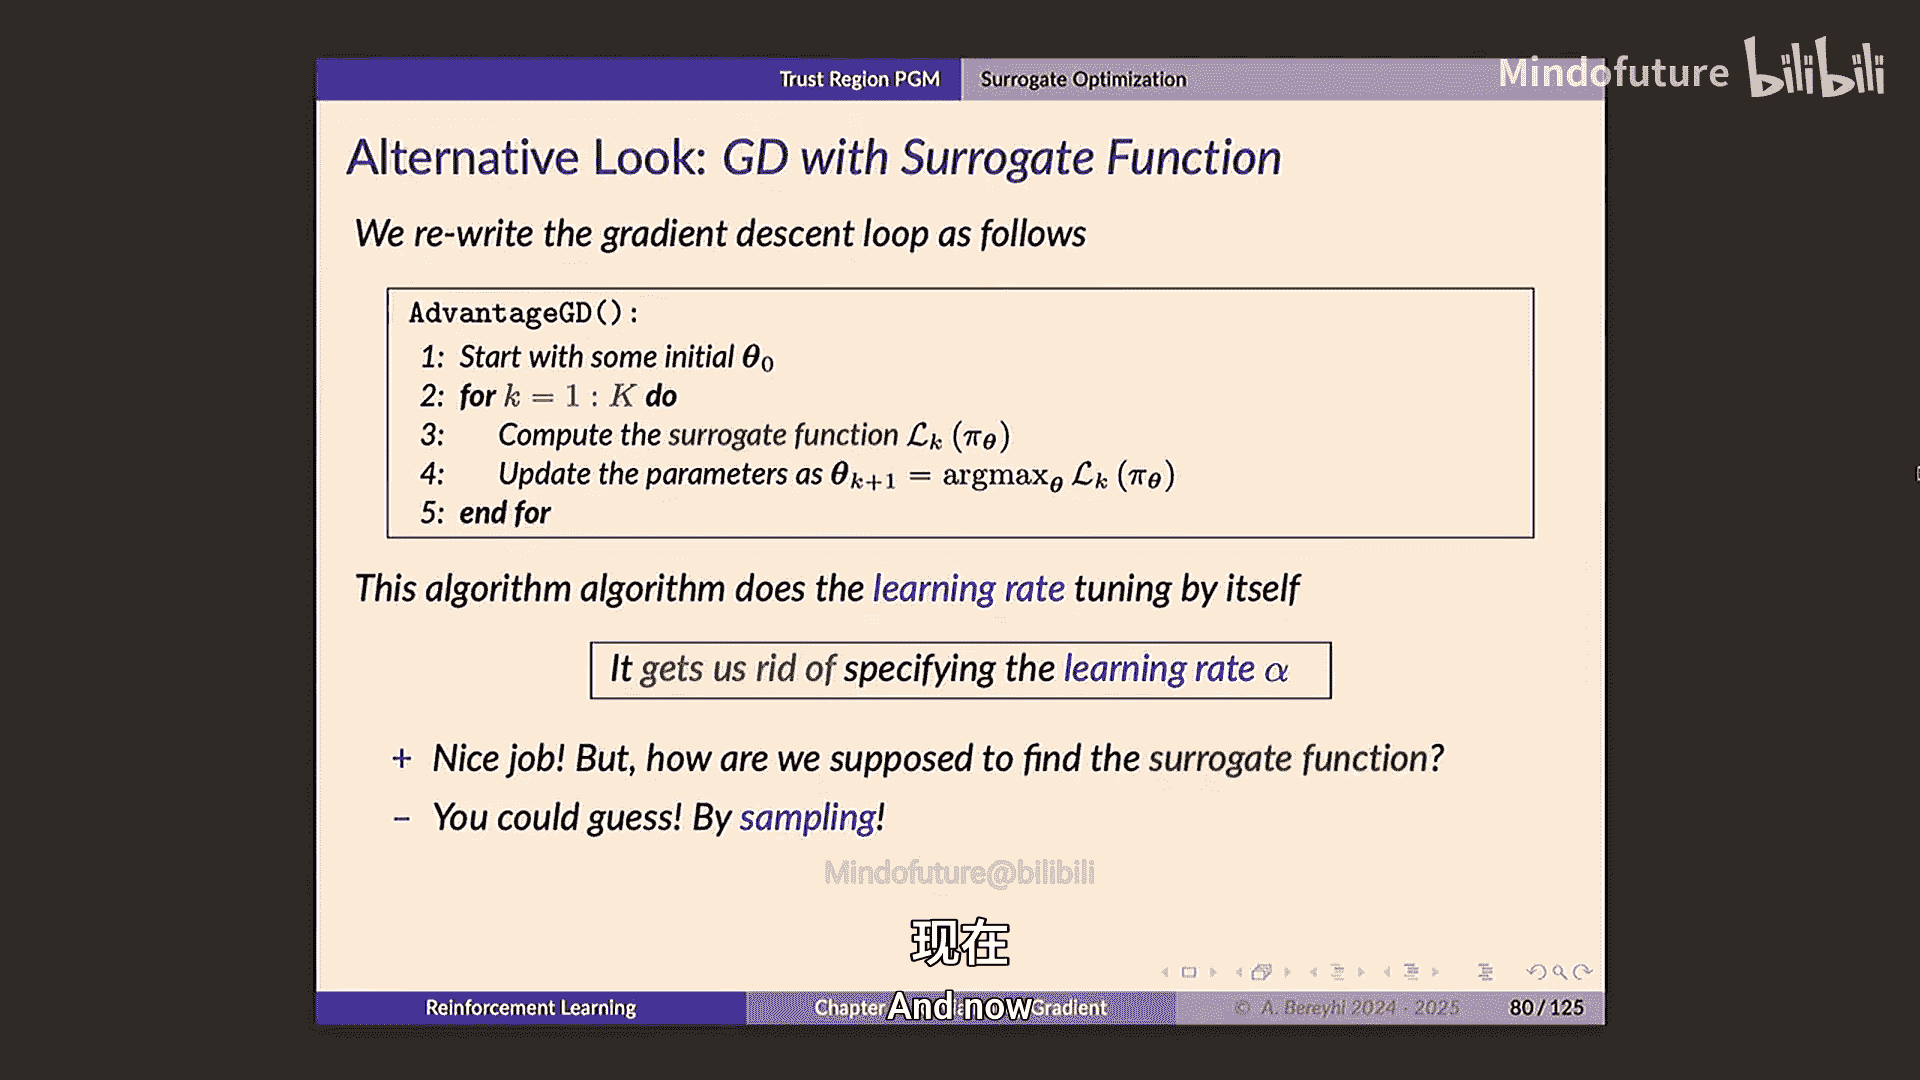 Trust Region PGM
Surrogate Optimization
Mindofuture bilibili
Alternative Look: GD with Surrogate Function
We re-write the gradient descent loop as follows
AdvantageGD():
1: Start with some initial θ₀
2: for k = 1 : K do
3: Compute the surrogate function ℒₖ (π_θ)
4: Update the parameters as θₖ₊₁ = argmax_θ ℒₖ (π_θ)
5: end for
This algorithm algorithm does the learning rate tuning by itself
It gets us rid of specifying the learning rate α
+ Nice job! But, how are we supposed to find the surrogate function?
– You could guess! By sampling!
Mindofuture@bilibili
现在
And now
Reinforcement Learning
Chapter
Gradient
© A. Bereyhi 2024 - 2025
80 / 125